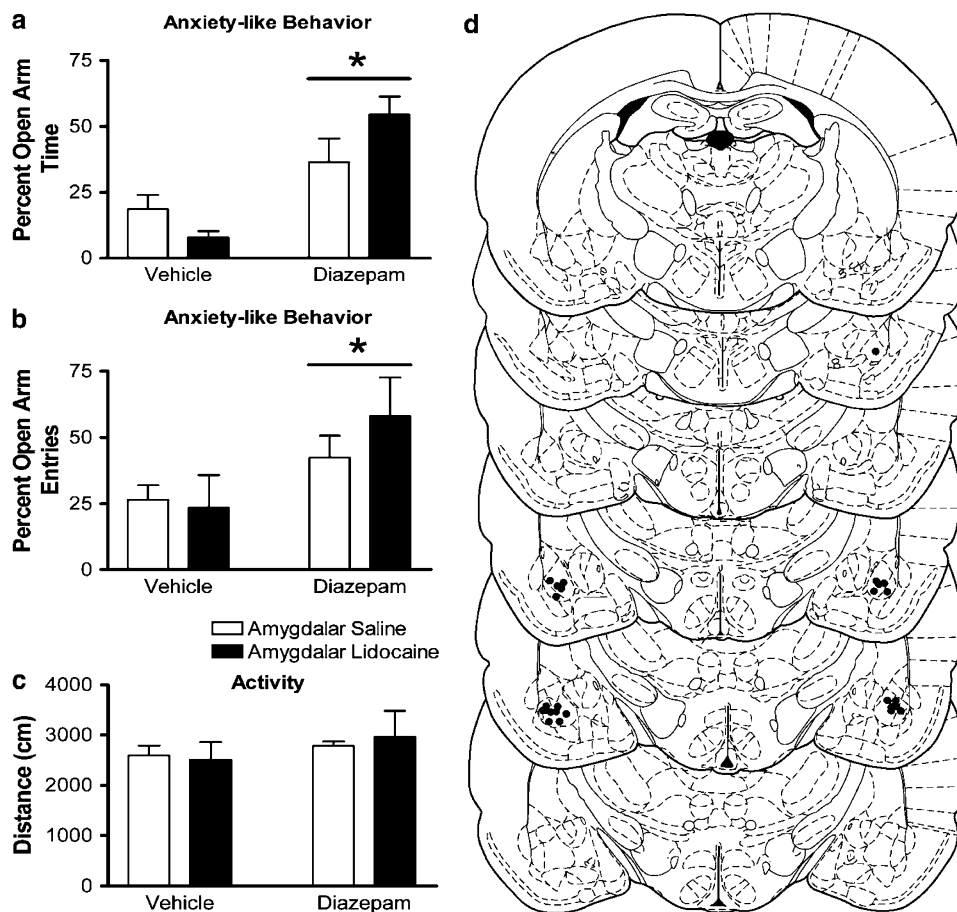 a
Anxiety-like Behavior
Percent Open Arm
Time
75
50
25
0
*
Vehicle
Diazepam
b
Anxiety-like Behavior
Percent Open Arm
Entries
75
50
25
0
*
Vehicle
Diazepam
Amygdalar Saline
Amygdalar Lidocaine
c
Activity
Distance (cm)
4000
3000
2000
1000
0
Vehicle
Diazepam
d